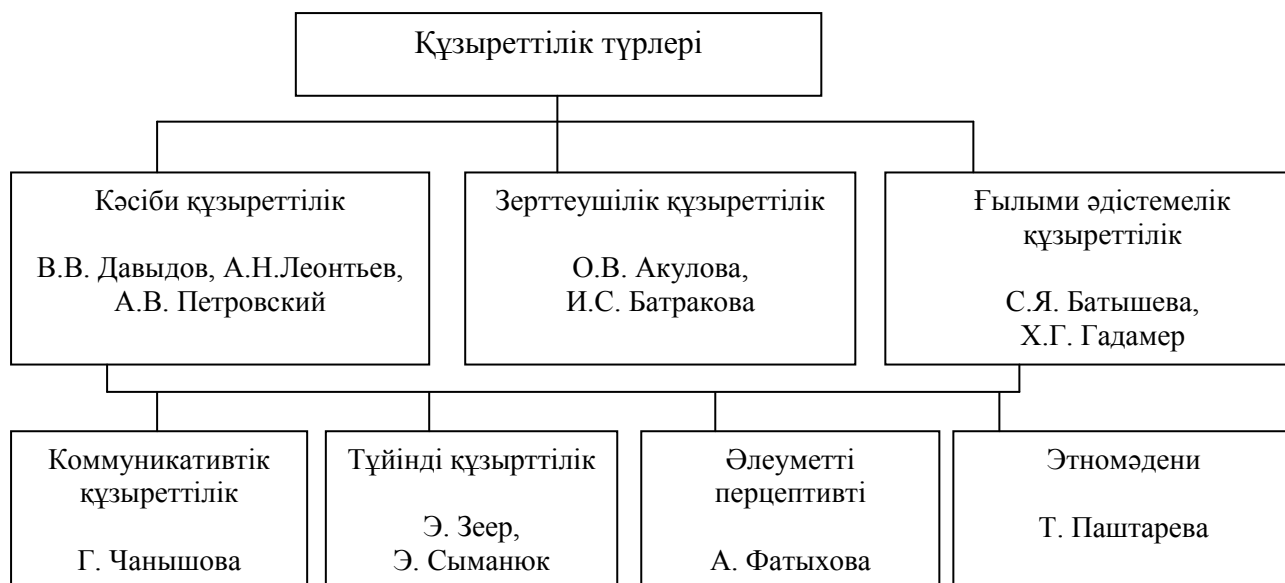 Құзыреттілік түрлері
Кәсіби құзыреттілік
В.В. Давыдов, А.Н.Леонтьев,
А.В. Петровский
Зерттеушілік құзыреттілік
О.В. Акулова,
И.С. Батракова
Ғылыми әдістемелік
құзыреттілік
С.Я. Батышева,
Х.Г. Гадамер
Коммуникативтік
құзыреттілік
Г. Чанышова
Түйінді құзырттілік
Э. Зеер,
Э. Сыманюк
Әлеуметті
перцептивті
А. Фатыхова
Этномәдени
Т. Паштарева